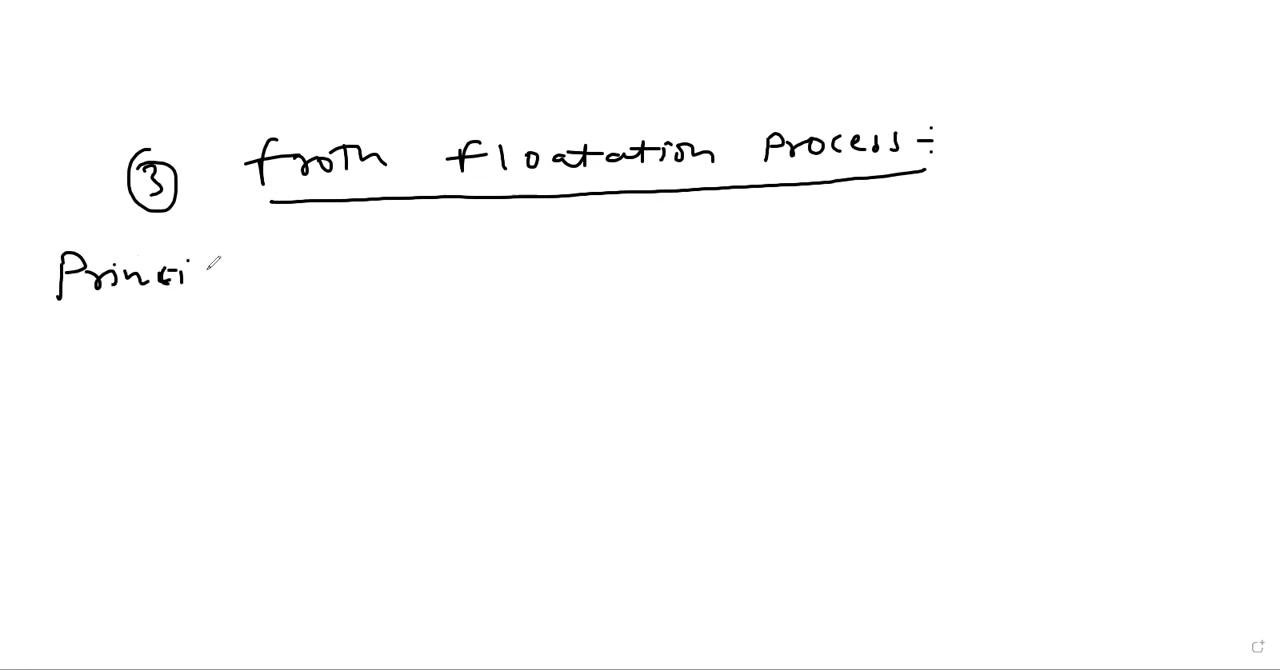 ③ froth floatation process :-
Princi